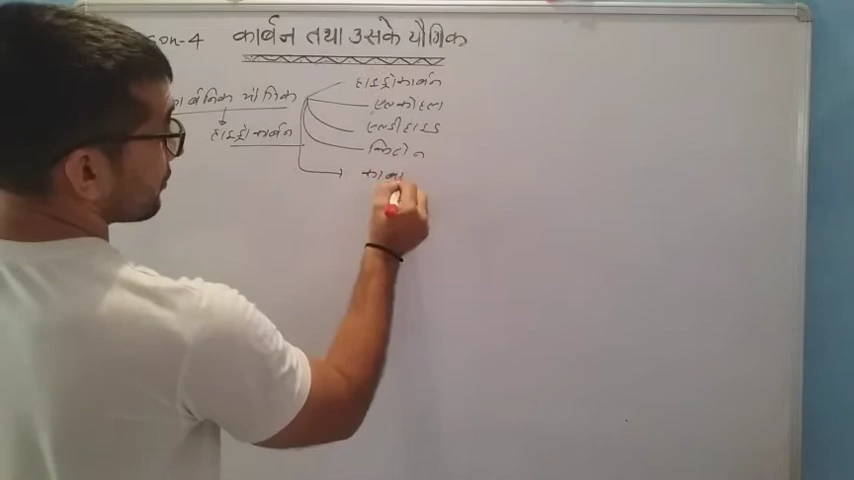 son-4 कार्बन तथा उसके यौगिक
कार्बनिक यौगिक
हाइड्रोकार्बन
हाइड्रोकार्बन
एल्कोहल
एल्डीहाइड
किटोन
कार्ब